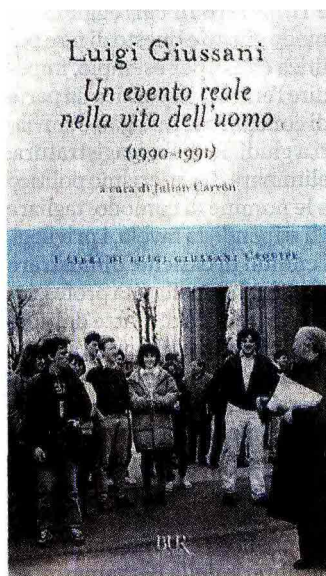 Luigi Giussani
Un evento reale
nella vita dell'uomo
(1990-1991)
a cura di Julián Carrón
I LIBRI DI LUIGI GIUSSANI L'EQUIPE
BUR